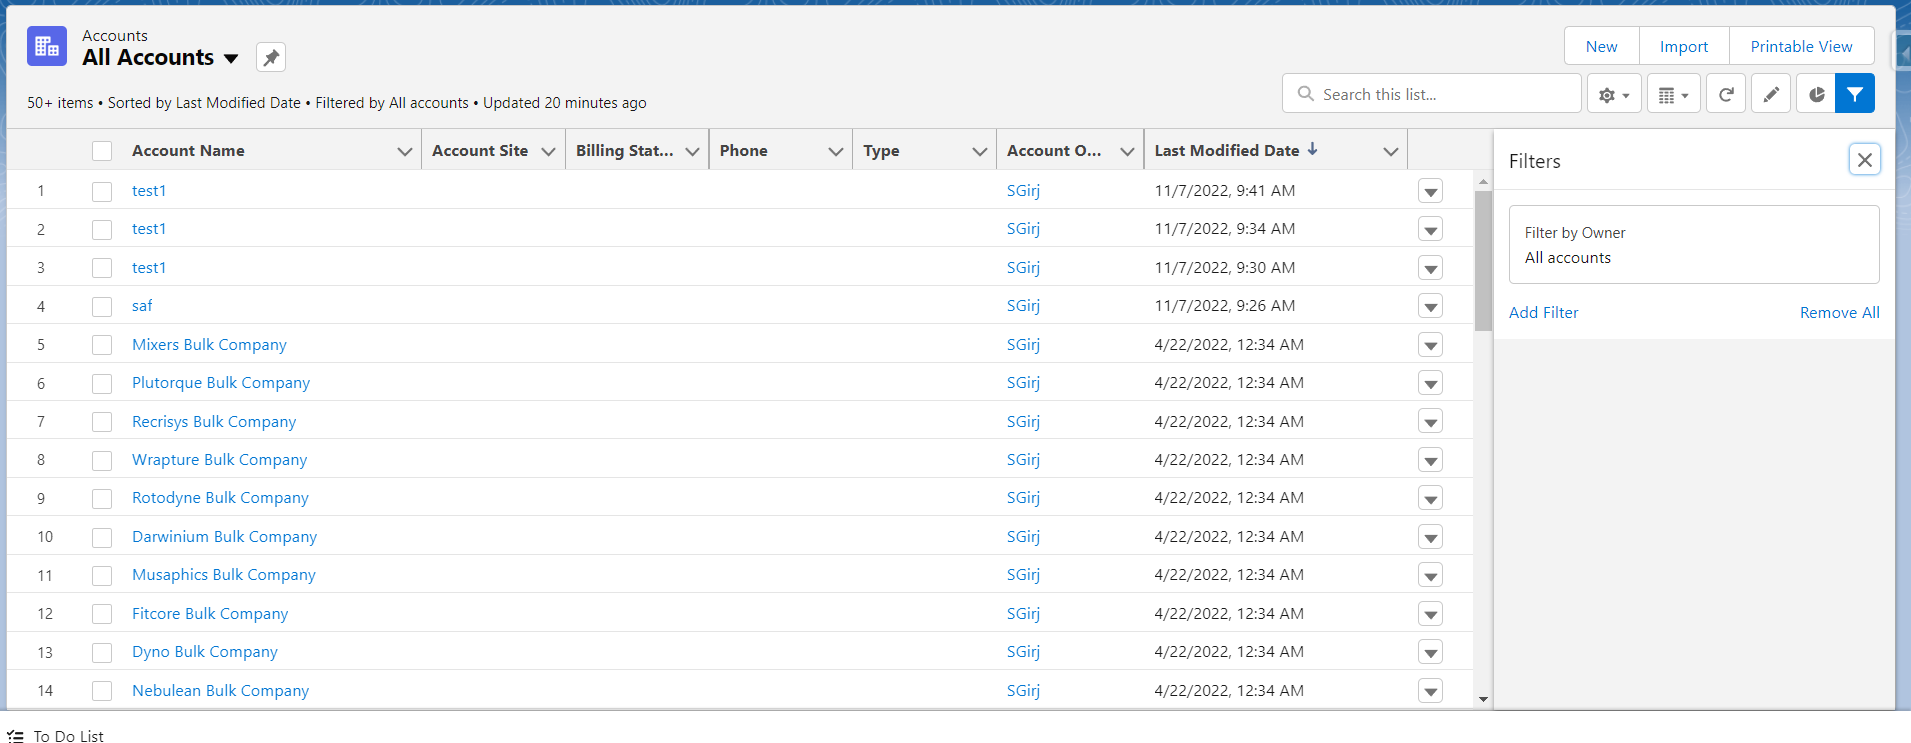 Accounts
All Accounts
New Import Printable View
50+ items • Sorted by Last Modified Date • Filtered by All accounts • Updated 20 minutes ago
Search this list...
Account Name Account Site Billing Stat... Phone Type Account O... Last Modified Date
Filters
1 test1 SGirj 11/7/2022, 9:41 AM
2 test1 SGirj 11/7/2022, 9:34 AM
Filter by Owner
All accounts
3 test1 SGirj 11/7/2022, 9:30 AM
4 saf SGirj 11/7/2022, 9:26 AM
Add Filter Remove All
5 Mixers Bulk Company SGirj 4/22/2022, 12:34 AM
6 Plutorque Bulk Company SGirj 4/22/2022, 12:34 AM
7 Recrisys Bulk Company SGirj 4/22/2022, 12:34 AM
8 Wrapture Bulk Company SGirj 4/22/2022, 12:34 AM
9 Rotodyne Bulk Company SGirj 4/22/2022, 12:34 AM
10 Darwinium Bulk Company SGirj 4/22/2022, 12:34 AM
11 Musaphics Bulk Company SGirj 4/22/2022, 12:34 AM
12 Fitcore Bulk Company SGirj 4/22/2022, 12:34 AM
13 Dyno Bulk Company SGirj 4/22/2022, 12:34 AM
14 Nebulean Bulk Company SGirj 4/22/2022, 12:34 AM
To Do List